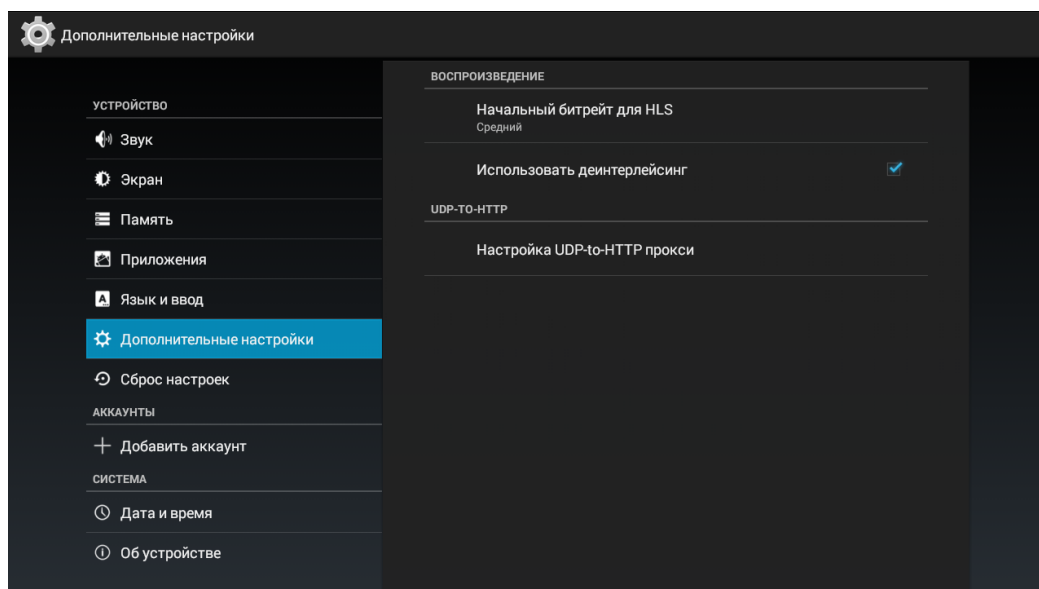 Дополнительные настройки
УСТРОЙСТВО
Звук
Экран
Память
Приложения
Язык и ввод
Дополнительные настройки
Сброс настроек
АККАУНТЫ
Добавить аккаунт
СИСТЕМА
Дата и время
Об устройстве
ВОСПРОИЗВЕДЕНИЕ
Начальный битрейт для HLS
Средний
Использовать деинтерлейсинг
UDP-TO-HTTP
Настройка UDP-to-HTTP прокси